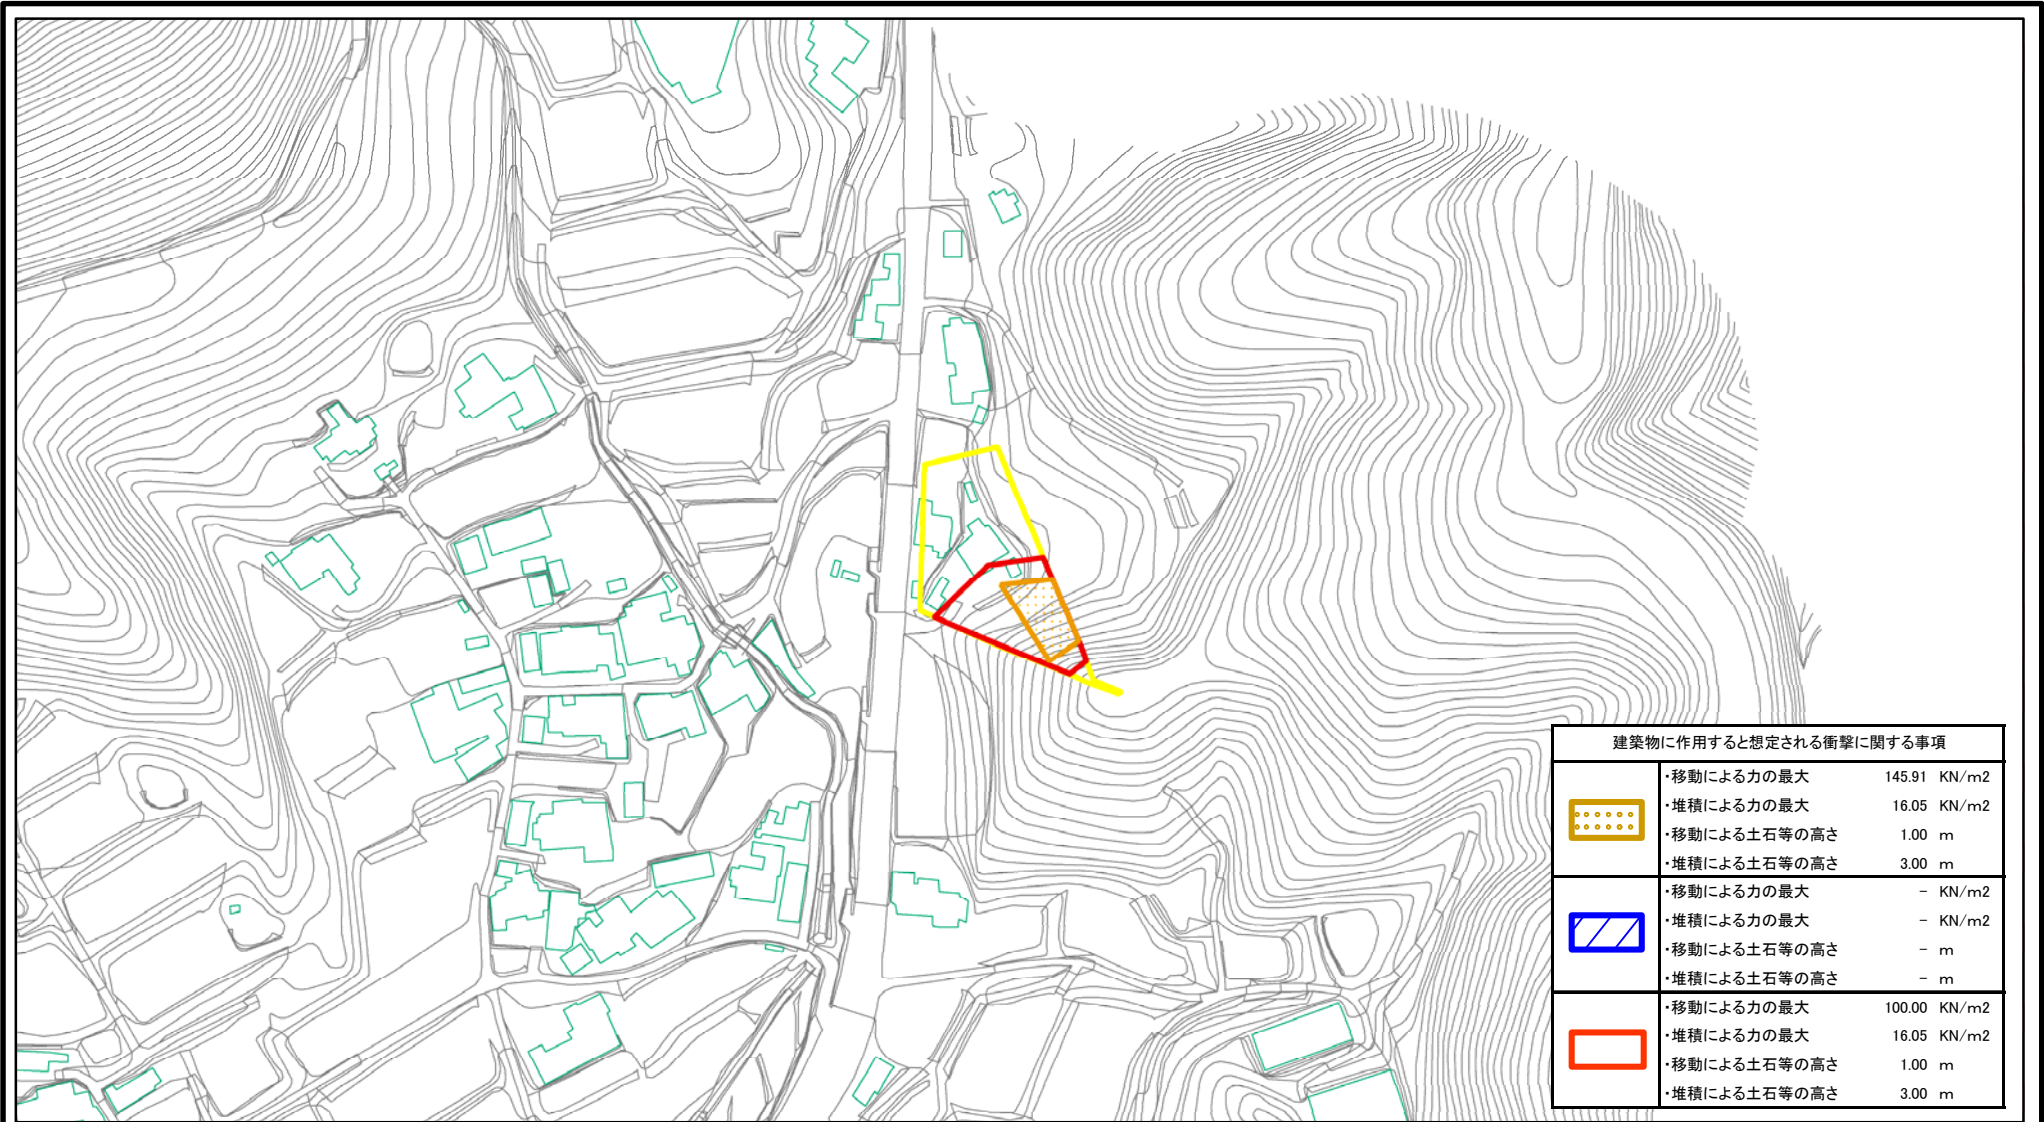 建築物に作用すると想定される衝撃に関する事項
・移動による力の最大 145.91 KN/m2
・堆積による力の最大 16.05 KN/m2
・移動による土石等の高さ 1.00 m
・堆積による土石等の高さ 3.00 m
・移動による力の最大 - KN/m2
・堆積による力の最大 - KN/m2
・移動による土石等の高さ - m
・堆積による土石等の高さ - m
・移動による力の最大 100.00 KN/m2
・堆積による力の最大 16.05 KN/m2
・移動による土石等の高さ 1.00 m
・堆積による土石等の高さ 3.00 m